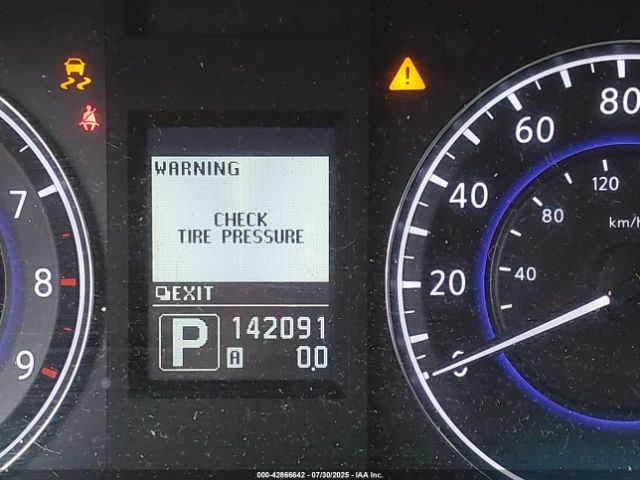 WARNING
CHECK
TIRE PRESSURE
EXIT
P
142091
A 0.0
7
8
9
0
20
40
60
80
40
80
120
km/h
000-42866642 - 07/30/2025 - IAA Inc.